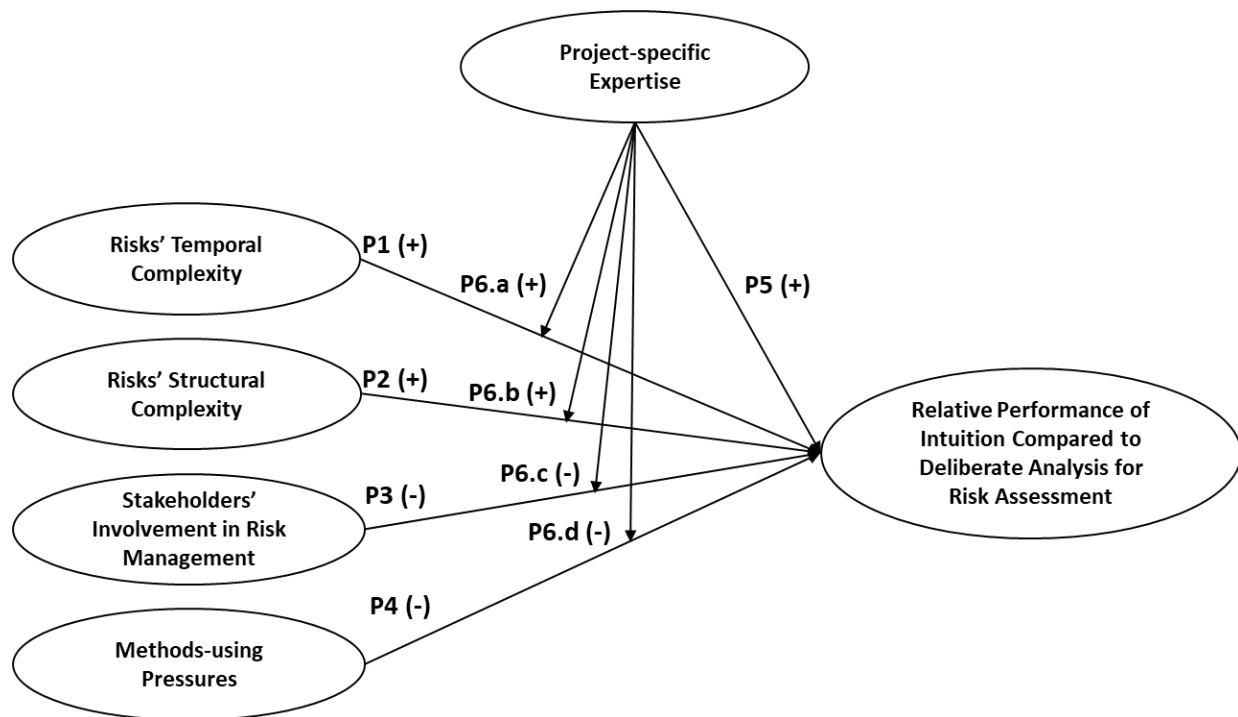 Project-specific
Expertise
Risks’ Temporal
Complexity
P1 (+)
P6.a (+)
P5 (+)
Risks’ Structural
Complexity
P2 (+)
P6.b (+)
Relative Performance of
Intuition Compared to
Deliberate Analysis for
Risk Assessment
Stakeholders’
Involvement in Risk
Management
P3 (-)
P6.c (-)
P6.d (-)
Methods-using
Pressures
P4 (-)